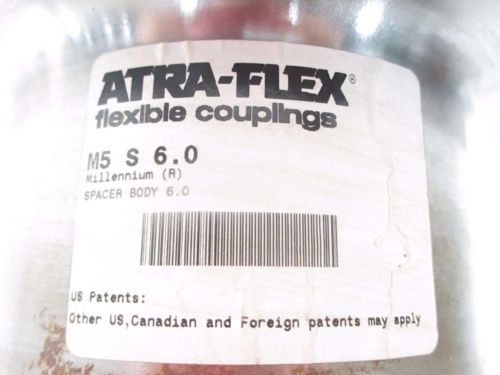 ATRA-FLEX®
flexible couplings
M5 S 6.0
Millennium (R)
SPACER BODY 6.0
US Patents:
Other US,Canadian and Foreign patents may apply